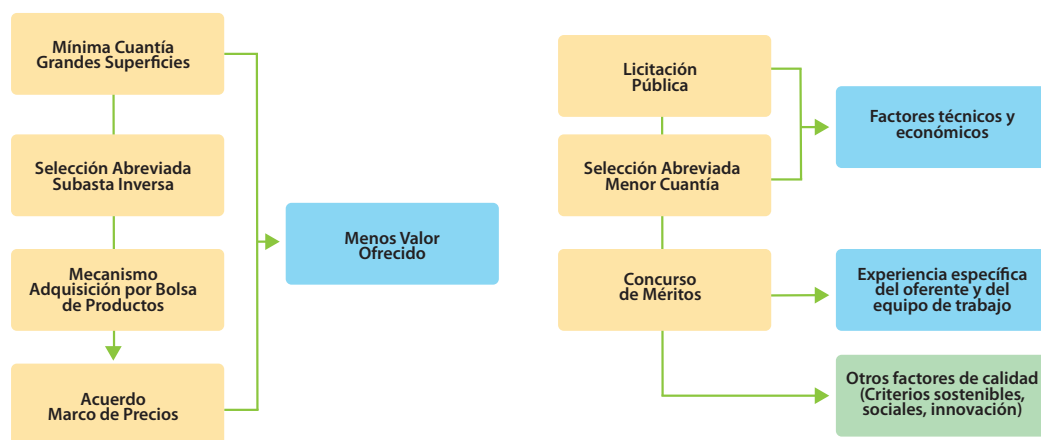 Mínima Cuantía
Grandes Superficies
Selección Abreviada
Subasta Inversa
Mecanismo
Adquisición por Bolsa
de Productos
Acuerdo
Marco de Precios
Menos Valor
Ofrecido
Licitación
Pública
Selección Abreviada
Menor Cuantía
Concurso
de Méritos
Factores técnicos y
económicos
Experiencia específica
del oferente y del
equipo de trabajo
Otros factores de calidad
(Criterios sostenibles,
sociales, innovación)